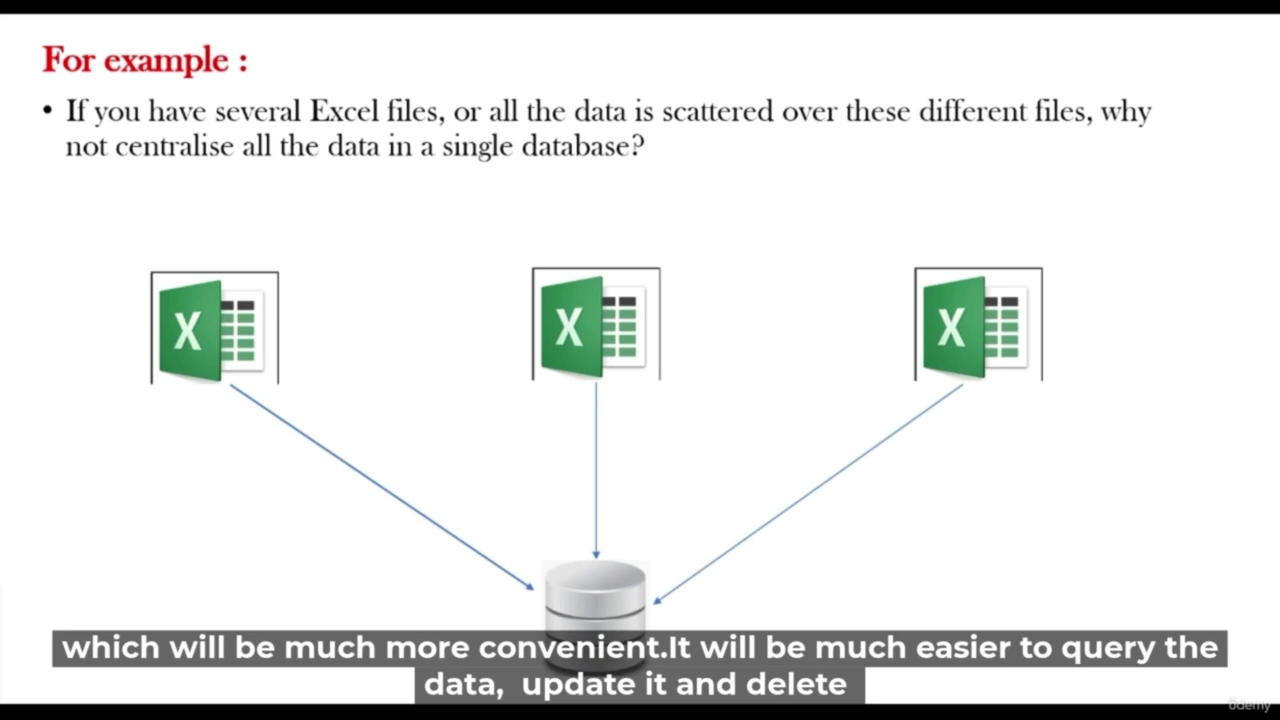 For example :
• If you have several Excel files, or all the data is scattered over these different files, why
not centralise all the data in a single database?
X
X
X
which will be much more convenient.It will be much easier to query the
data, update it and delete
ûdemy